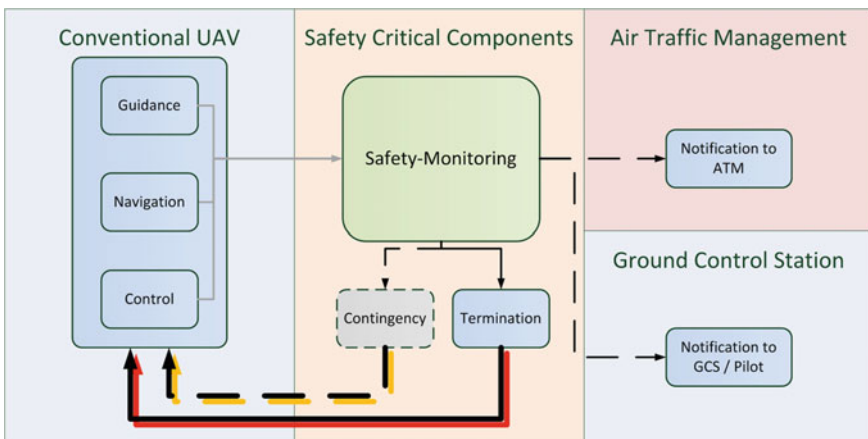 Conventional UAV
Guidance
Navigation
Control
Safety Critical Components
Safety-Monitoring
Contingency
Termination
Air Traffic Management
Notification to
ATM
Ground Control Station
Notification to
GCS / Pilot